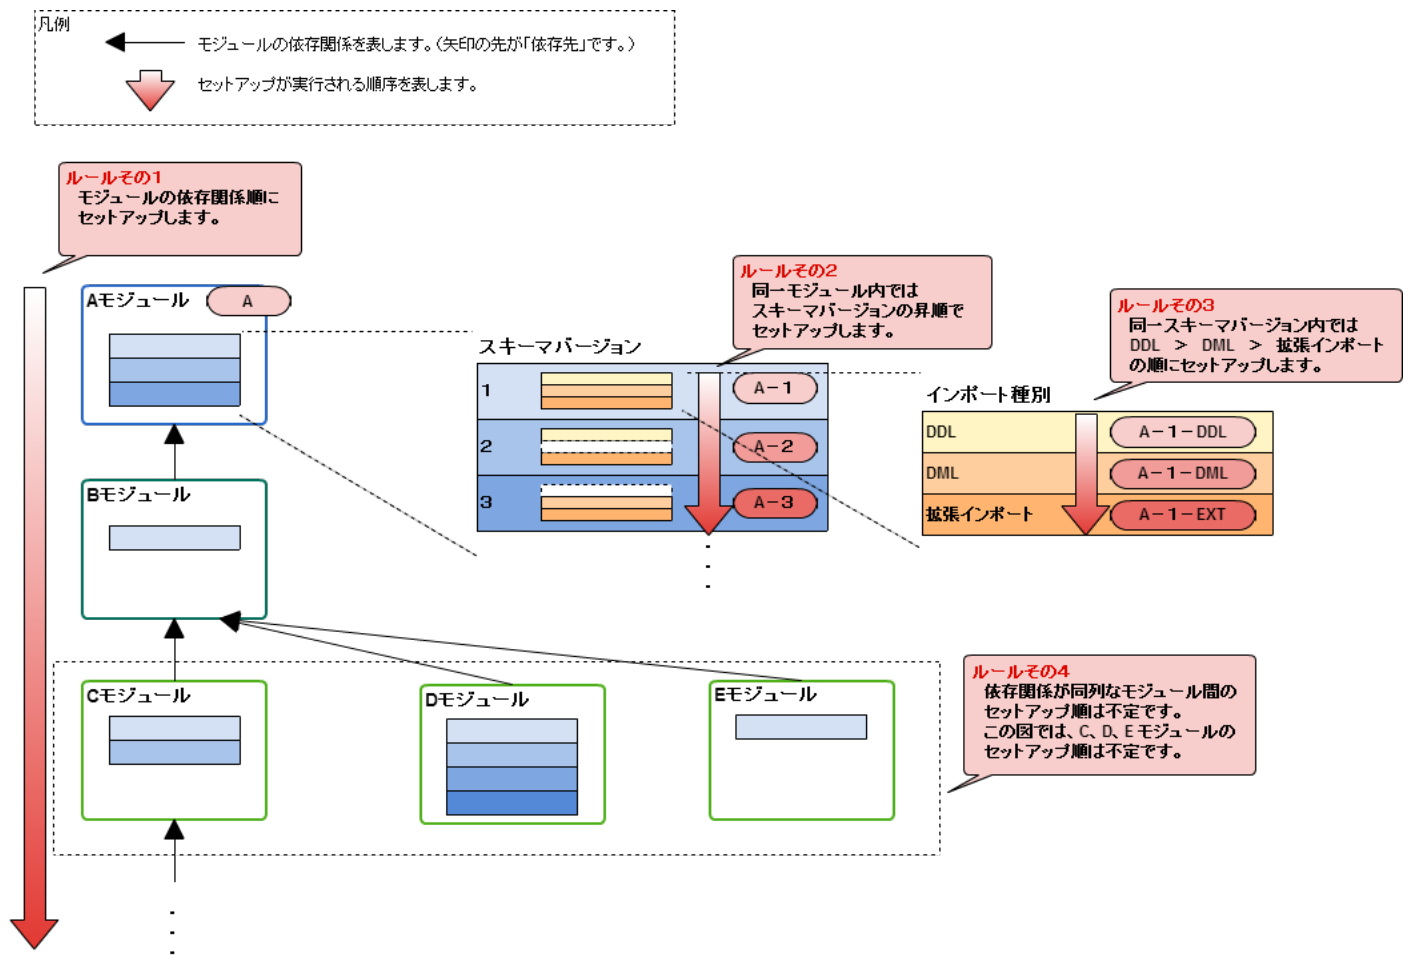 凡例
モジュールの依存関係を表します。(矢印の先が「依存先」です。)
セットアップが実行される順序を表します。
ルールその1
モジュールの依存関係順に
セットアップします。
Aモジュール
A
Bモジュール
Cモジュール
Dモジュール
Eモジュール
スキーマバージョン
1
2
3
A－1
A－2
A－3
ルールその2
同一モジュール内では
スキーマバージョンの昇順で
セットアップします。
ルールその3
同一スキーマバージョン内では
DDL ＞ DML ＞ 拡張インポート
の順にセットアップします。
インポート種別
DDL
A－1－DDL
DML
A－1－DML
拡張インポート
A－1－EXT
ルールその4
依存関係が同列なモジュール間の
セットアップ順は不定です。
この図では、C、D、Eモジュールの
セットアップ順は不定です。